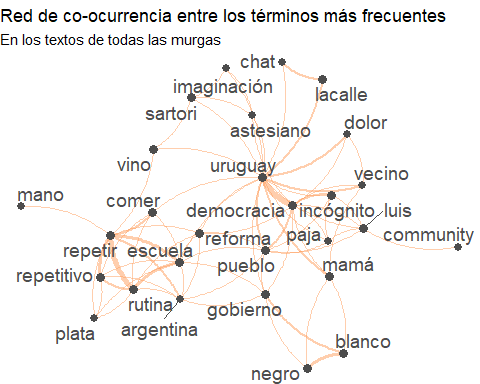 Red de co-ocurrencia entre los términos más frecuentes
En los textos de todas las murgas
chat
imaginación
lacalle
sartori
astesiano
dolor
vino
uruguay
vecino
mano
comer
democracia
incógnito
luis
repetir
escuela
reforma
paja
community
repetitivo
pueblo
mamá
rutina
gobierno
plata
argentina
blanco
negro